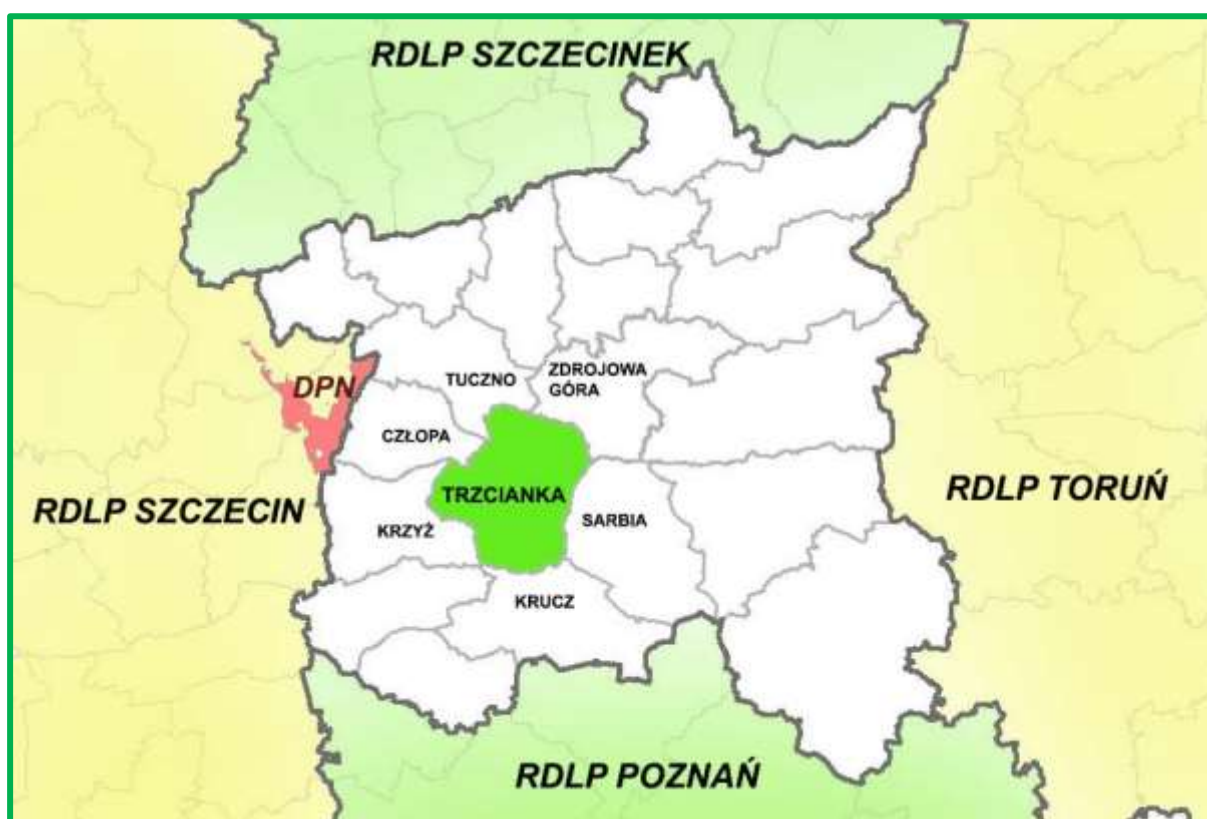 RDLP SZCZECINEK
TUCZNO
ZDROJOWA
GÓRA
DPN
CZŁOPA
TRZCIANKA
RDLP SZCZECIN
KRZYŻ
SARBIA
RDLP TORUŃ
KRUCZ
RDLP POZNAŃ